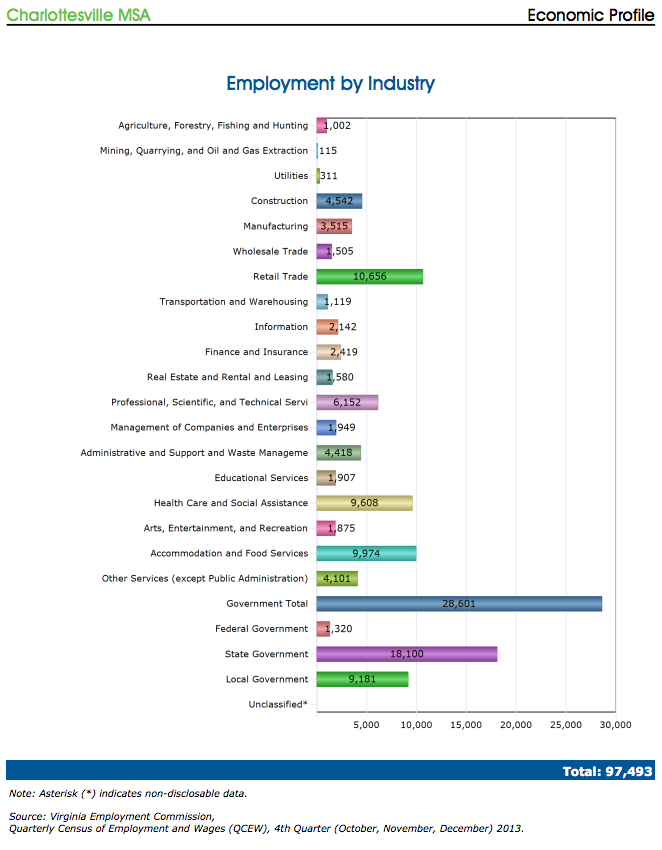 Charlottesville MSA Economic Profile
Employment by Industry
Agriculture, Forestry, Fishing and Hunting 1,002
Mining, Quarrying, and Oil and Gas Extraction 115
Utilities 311
Construction 4,542
Manufacturing 3,515
Wholesale Trade 1,505
Retail Trade 10,656
Transportation and Warehousing 1,119
Information 2,142
Finance and Insurance 2,419
Real Estate and Rental and Leasing 1,580
Professional, Scientific, and Technical Servi 6,152
Management of Companies and Enterprises 1,949
Administrative and Support and Waste Manageme 4,418
Educational Services 1,907
Health Care and Social Assistance 9,608
Arts, Entertainment, and Recreation 1,875
Accommodation and Food Services 9,974
Other Services (except Public Administration) 4,101
Government Total 28,601
Federal Government 1,320
State Government 18,100
Local Government 9,181
Unclassified*
5,000 10,000 15,000 20,000 25,000 30,000
Total: 97,493
Note: Asterisk (*) indicates non-disclosable data.
Source: Virginia Employment Commission,
Quarterly Census of Employment and Wages (QCEW), 4th Quarter (October, November, December) 2013.